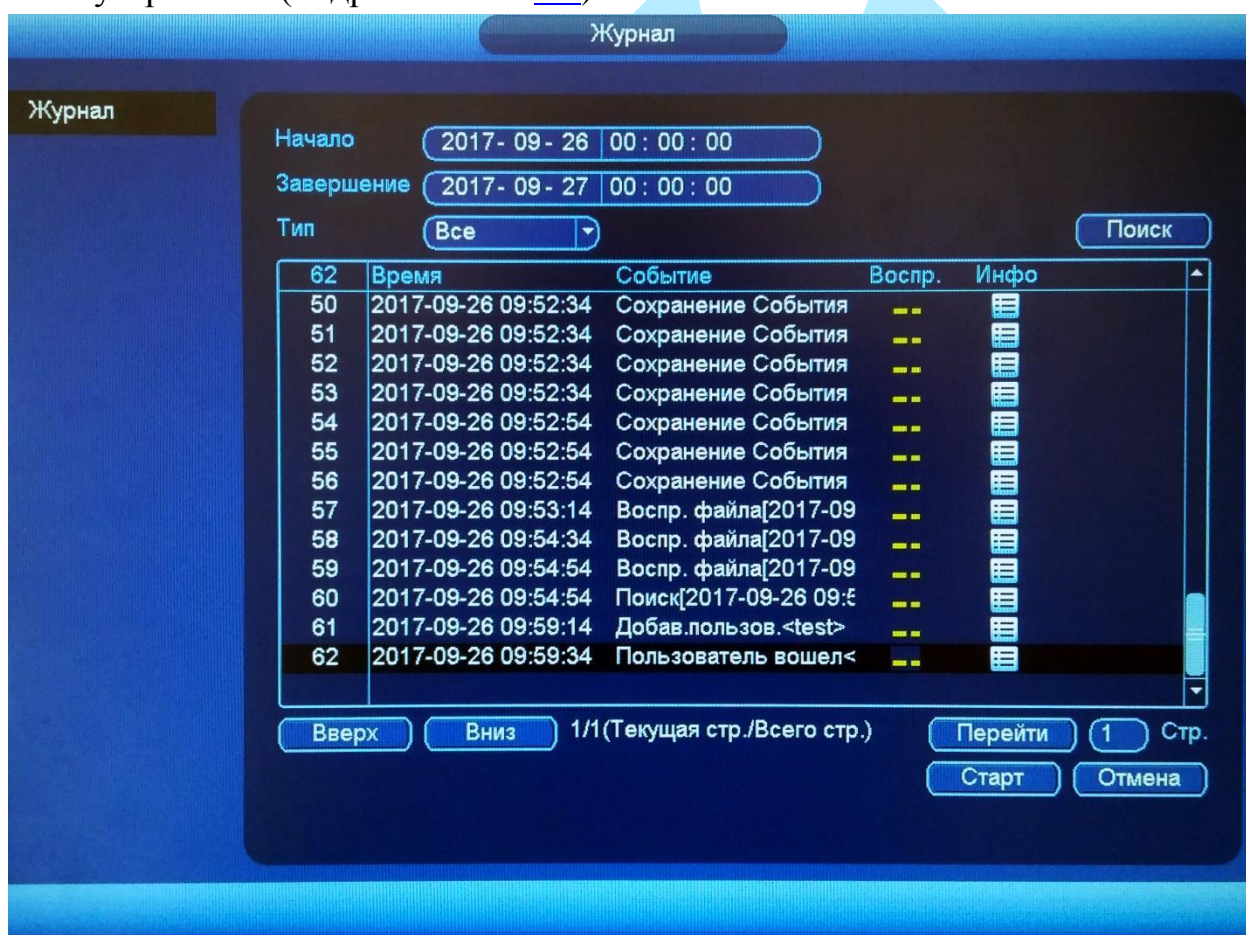 Журнал
Журнал
Начало 2017- 09 - 26 00 : 00 : 00
Завершение 2017- 09 - 27 00 : 00 : 00
Тип Все Поиск
62 Время Событие Воспр. Инфо
50 2017-09-26 09:52:34 Сохранение События
51 2017-09-26 09:52:34 Сохранение События
52 2017-09-26 09:52:34 Сохранение События
53 2017-09-26 09:52:34 Сохранение События
54 2017-09-26 09:52:54 Сохранение События
55 2017-09-26 09:52:54 Сохранение События
56 2017-09-26 09:52:54 Сохранение События
57 2017-09-26 09:53:14 Воспр. файла[2017-09
58 2017-09-26 09:54:34 Воспр. файла[2017-09
59 2017-09-26 09:54:54 Воспр. файла[2017-09
60 2017-09-26 09:54:54 Поиск[2017-09-26 09:
61 2017-09-26 09:59:14 Добав.пользов.<test>
62 2017-09-26 09:59:34 Пользователь вошел<
Вверх Вниз 1/1(Текущая стр./Всего стр.) Перейти 1 Стр.
Старт Отмена